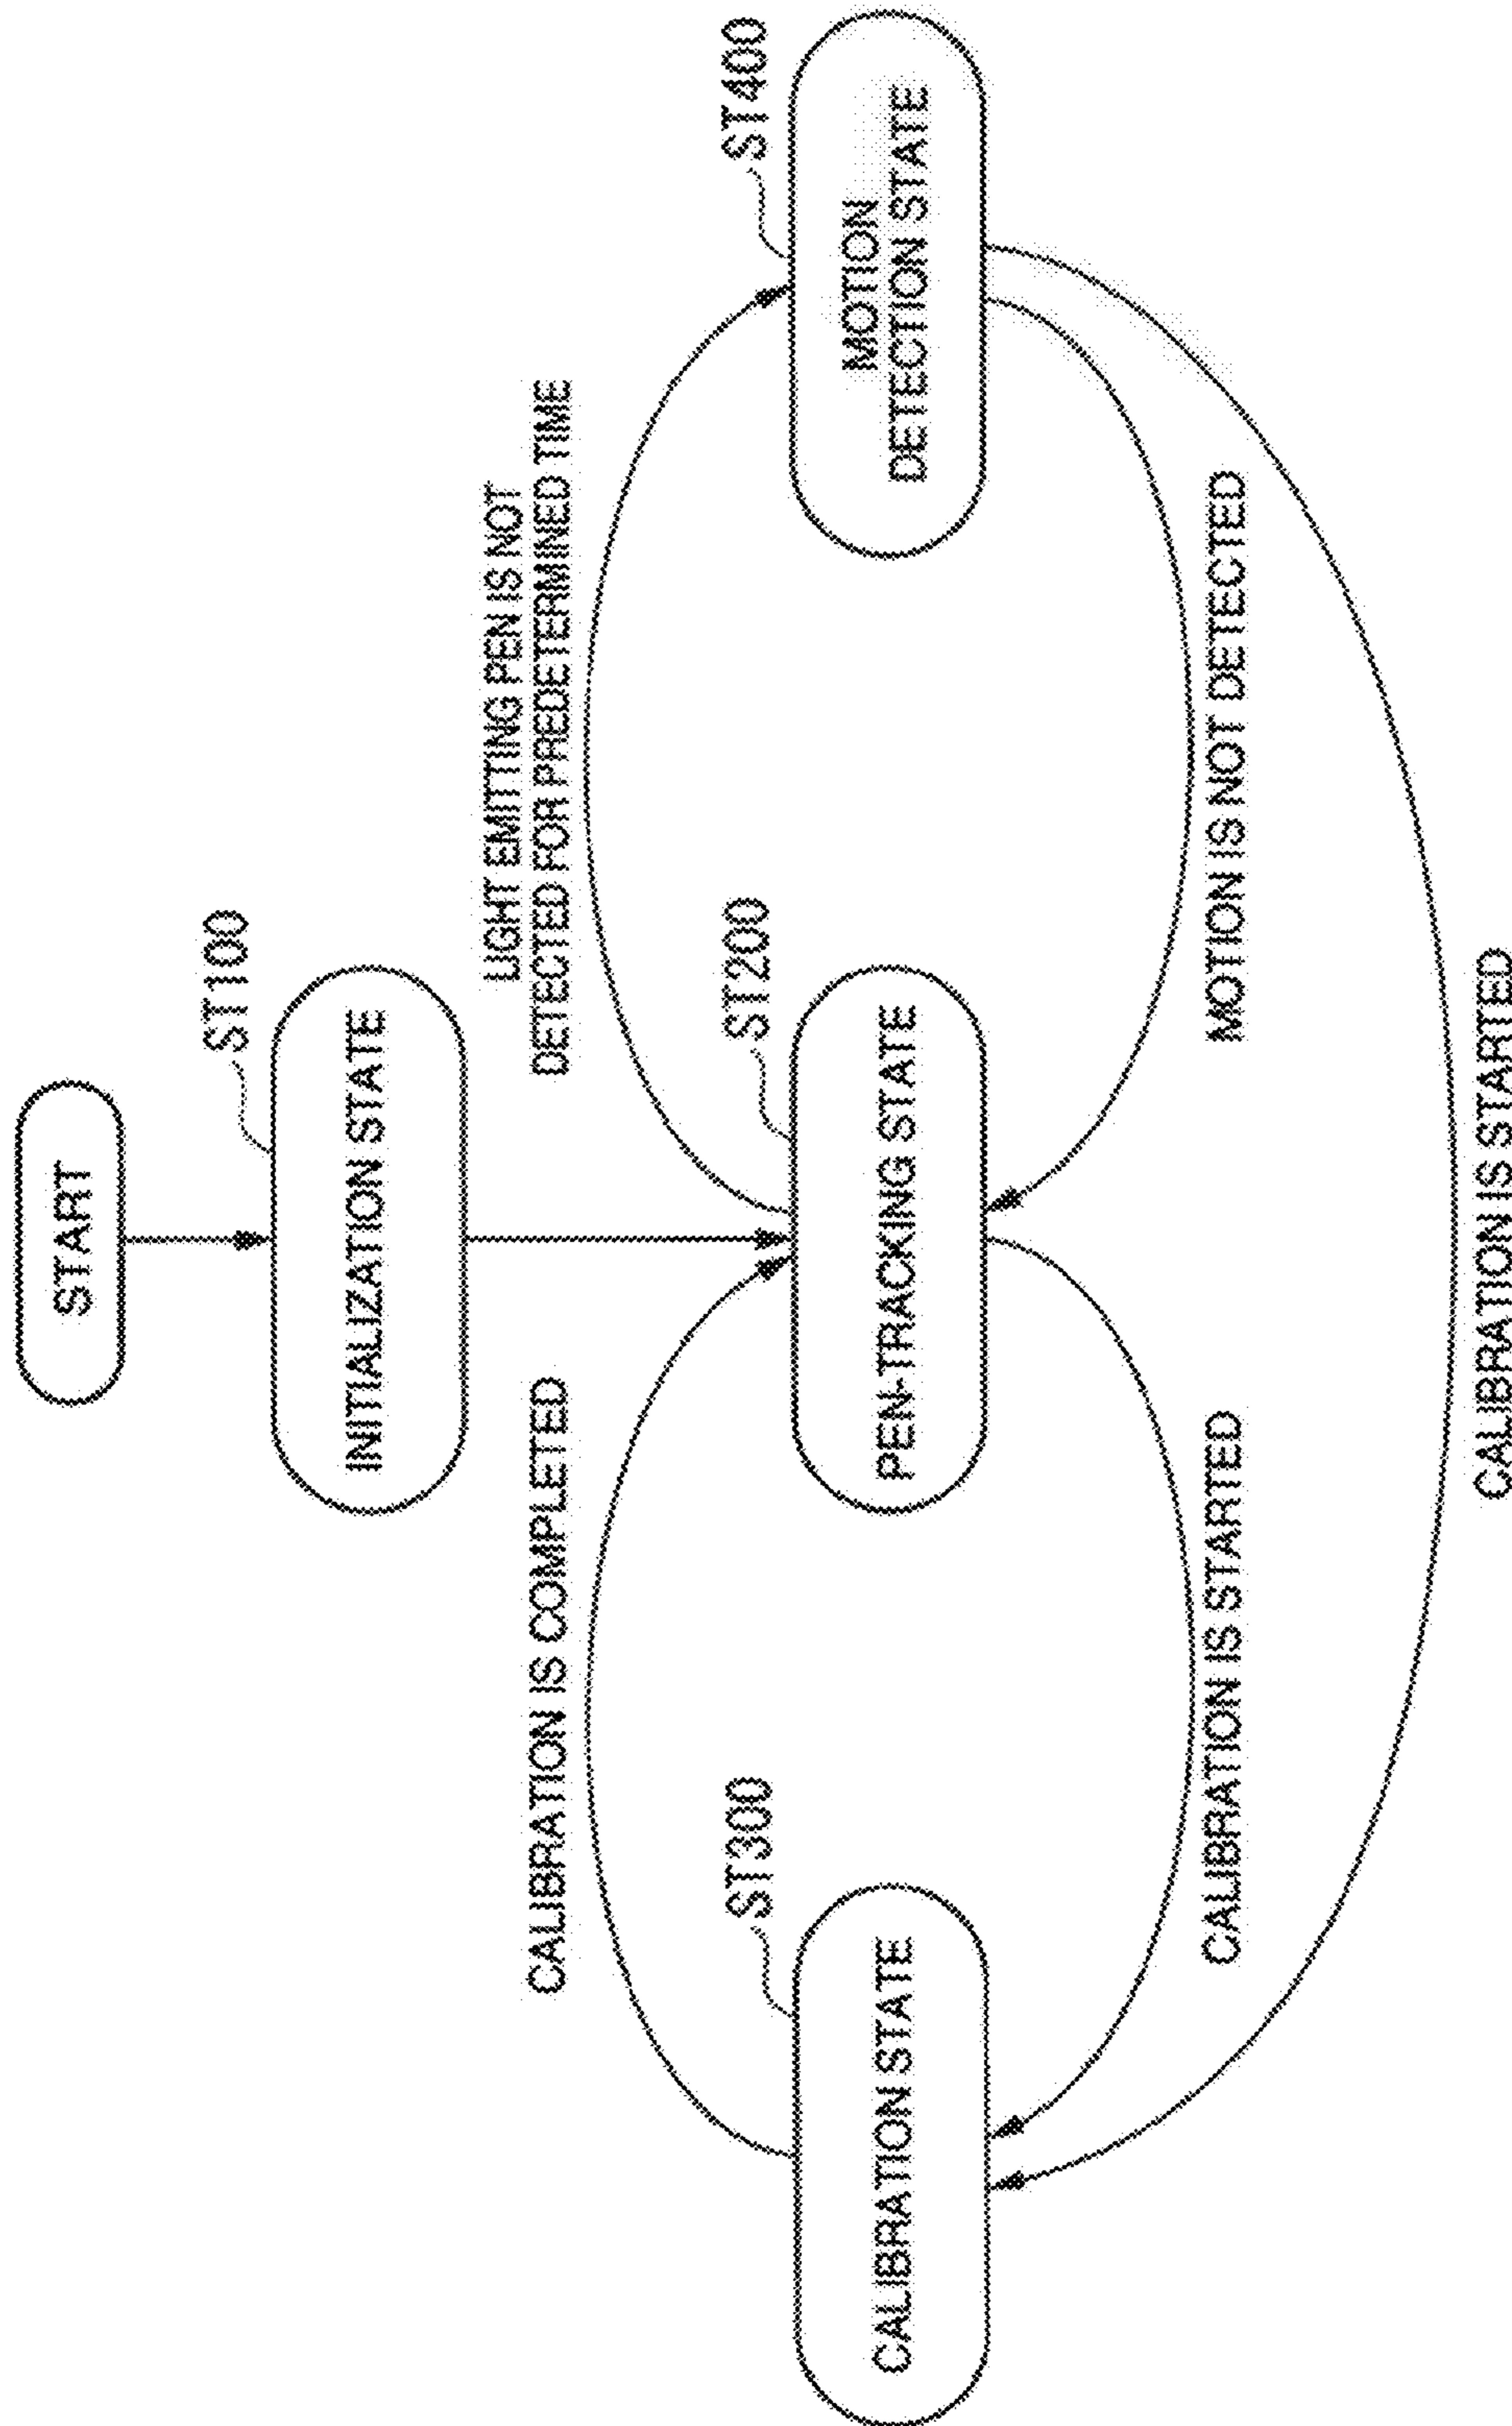 START
ST100
INITIALIZATION STATE
LIGHT EMITTING PEN IS NOT
DETECTED FOR PREDETERMINED TIME
CALIBRATION IS COMPLETED
ST300
ST200
ST400
CALIBRATION STATE
PEN-TRACKING STATE
MOTION
DETECTION STATE
CALIBRATION IS STARTED
MOTION IS NOT DETECTED
CALIBRATION IS STARTED